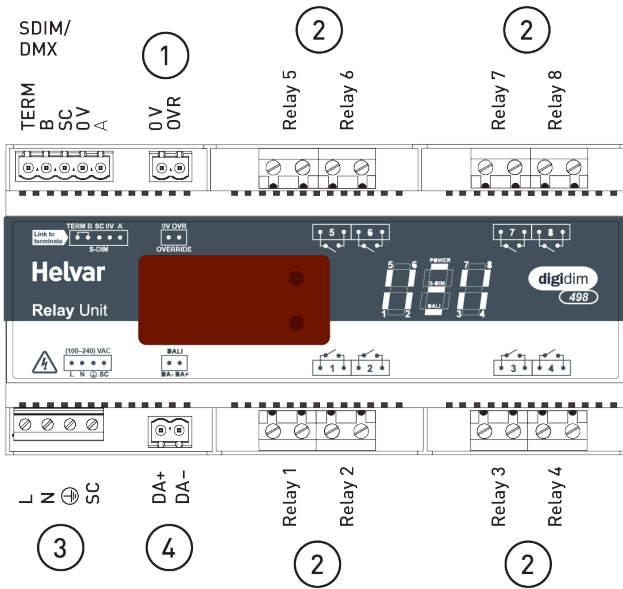 SDIM/
DMX
1
2
2
TERM
B
SC
0 V
A
0 V
OVR
Relay 5
Relay 6
Relay 7
Relay 8
Link to
terminate
TERM B SC 0V A
S-DIM
0V OVR
OVERRIDE
5
6
7
8
Helvar
Relay Unit
5 6
POWER
7 8
S-DIM
DALI
1 2
3 4
digidim
498
(100–240) VAC
L N SC
DALI
DA- DA+
1
2
3
4
L
N
SC
DA+
DA–
Relay 1
Relay 2
Relay 3
Relay 4
3
4
2
2